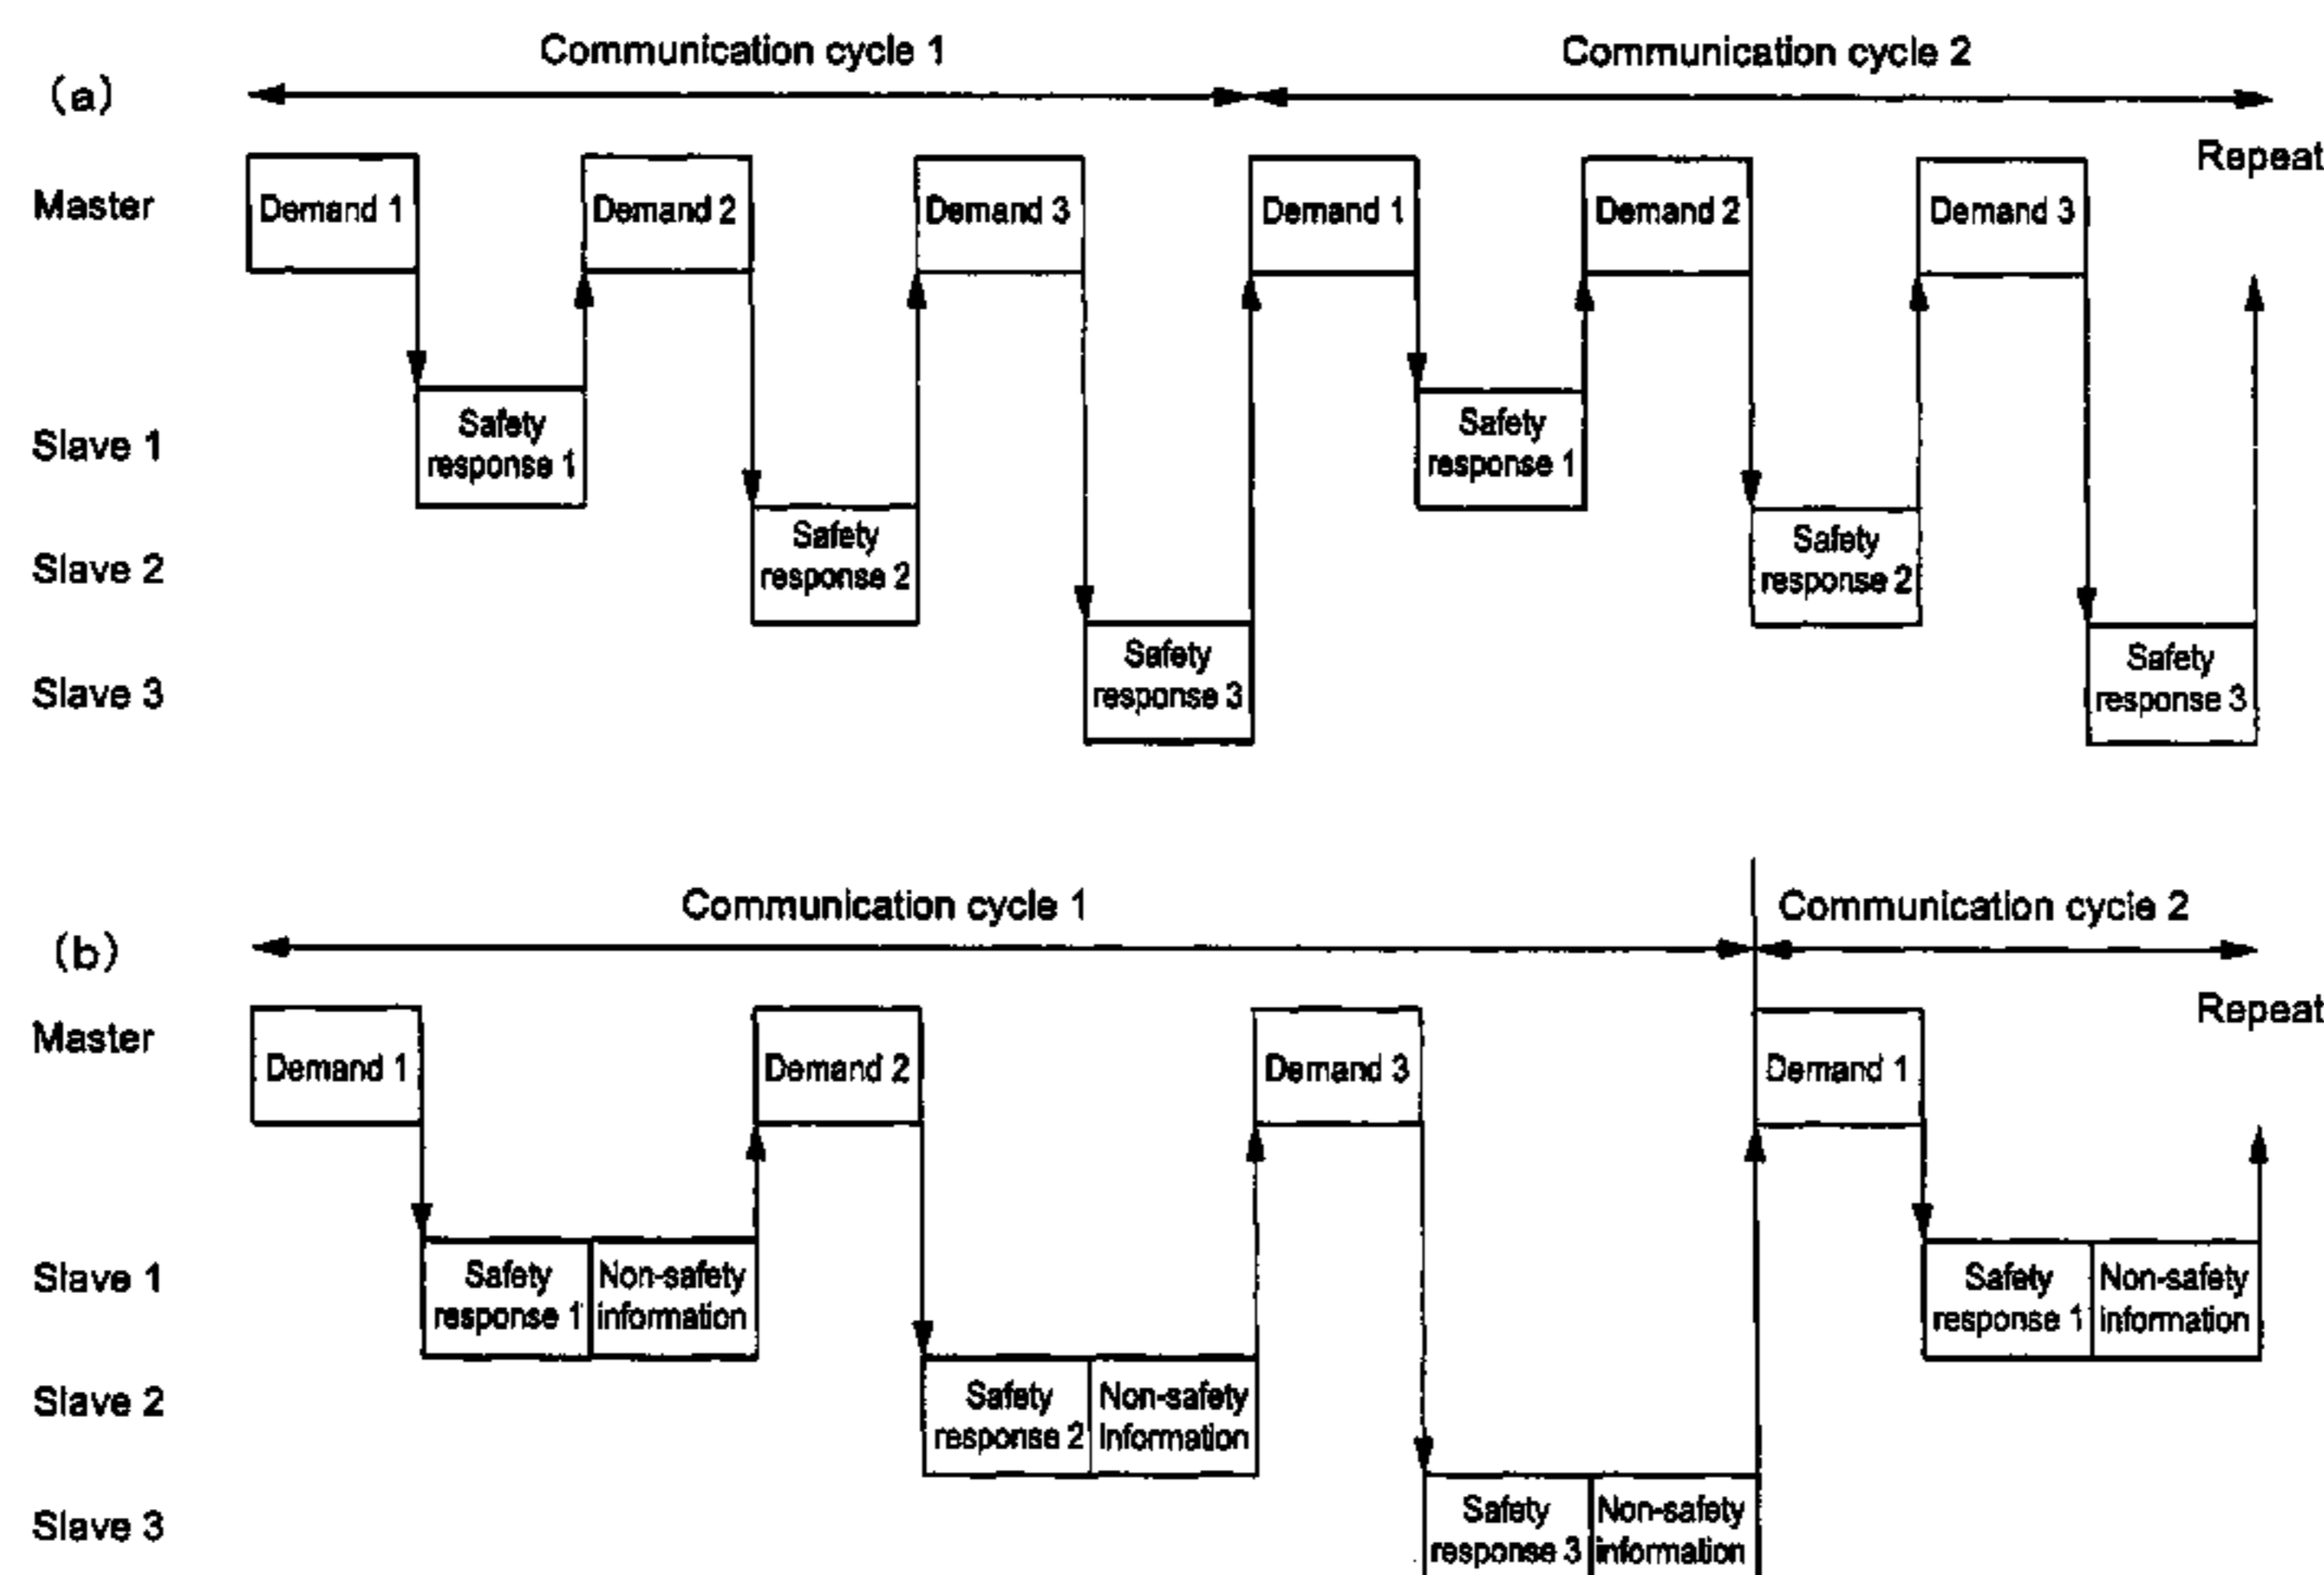 Communication cycle 1
Communication cycle 2
(a)
Repeat
Master
Demand 1
Demand 2
Demand 3
Demand 1
Demand 2
Demand 3
Slave 1
Safety
response 1
Safety
response 1
Slave 2
Safety
response 2
Safety
response 2
Slave 3
Safety
response 3
Safety
response 3
Communication cycle 1
Communication cycle 2
(b)
Repeat
Master
Demand 1
Demand 2
Demand 3
Demand 1
Slave 1
Safety
response 1
Non-safety
information
Safety
response 1
Non-safety
information
Slave 2
Safety
response 2
Non-safety
information
Slave 3
Safety
response 3
Non-safety
information